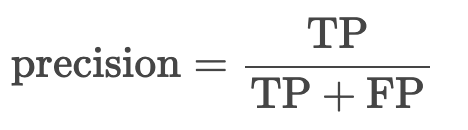 precision = TP / (TP + FP)